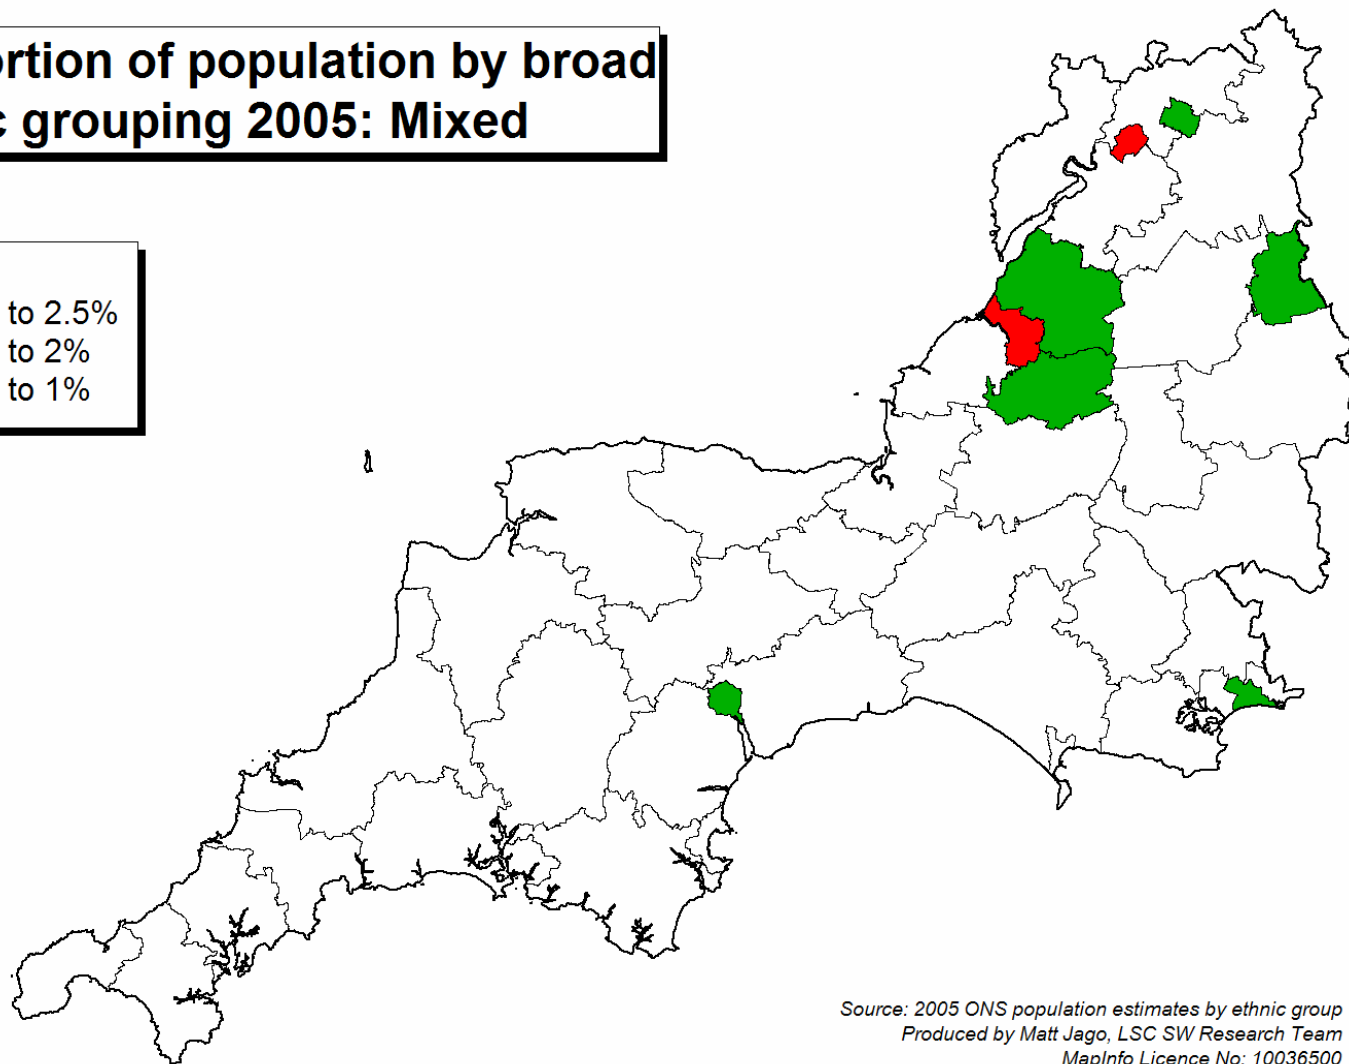 ortion of population by broad
c grouping 2005: Mixed
to 2.5%
to 2%
to 1%
Source: 2005 ONS population estimates by ethnic group
Produced by Matt Jago, LSC SW Research Team
MapInfo Licence No: 10036500